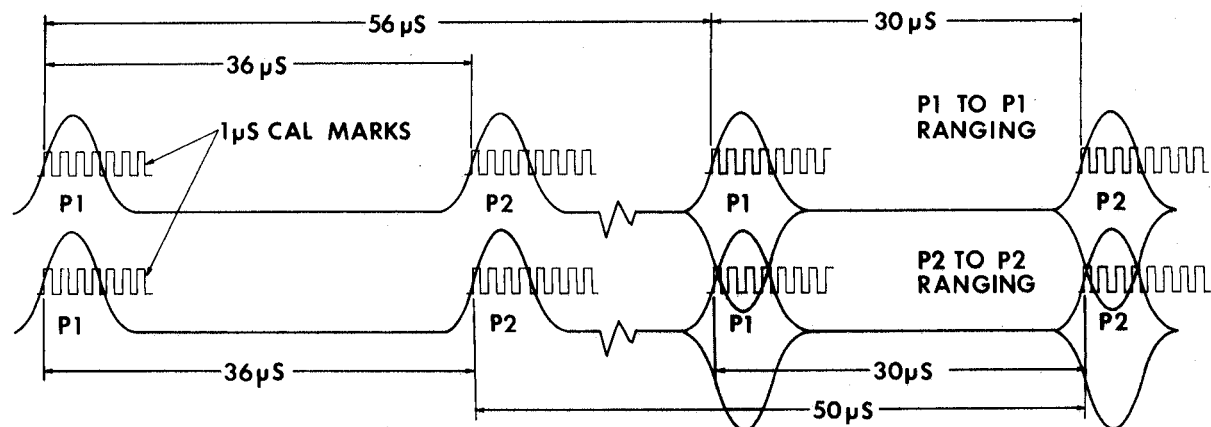 56 µS
30 µS
36 µS
P1 TO P1
RANGING
1µS CAL MARKS
P1
P2
P1
P2
P2 TO P2
RANGING
P1
P2
P1
P2
36µS
30µS
50µS